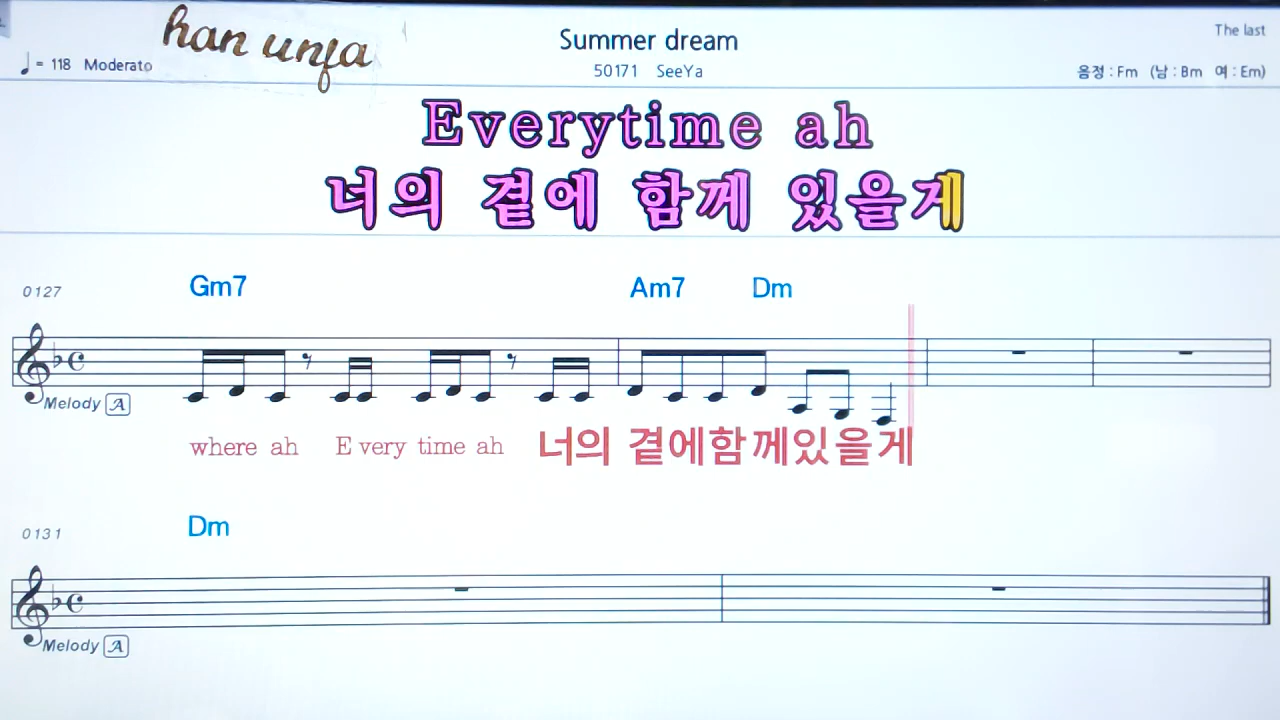 han unfa
Summer dream
The last
♩ = 118 Moderato
50171 SeeYa
음정 : Fm (남 : Bm 여 : Em)
Everytime ah
너의 곁에 함께 있을게
0127
Gm7 Am7 Dm
Melody A
where ah E very time ah 너의 곁에함께있을게
0131
Dm
Melody A